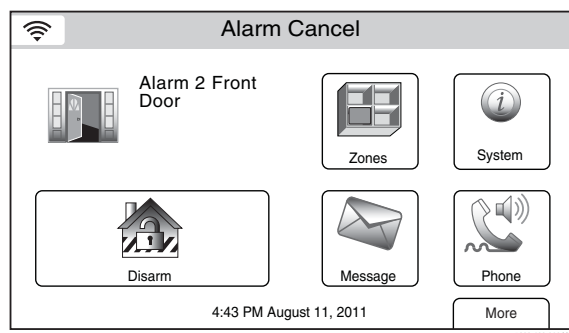 Alarm Cancel
Alarm 2 Front
Door
Zones
System
Disarm
Message
Phone
4:43 PM August 11, 2011
More